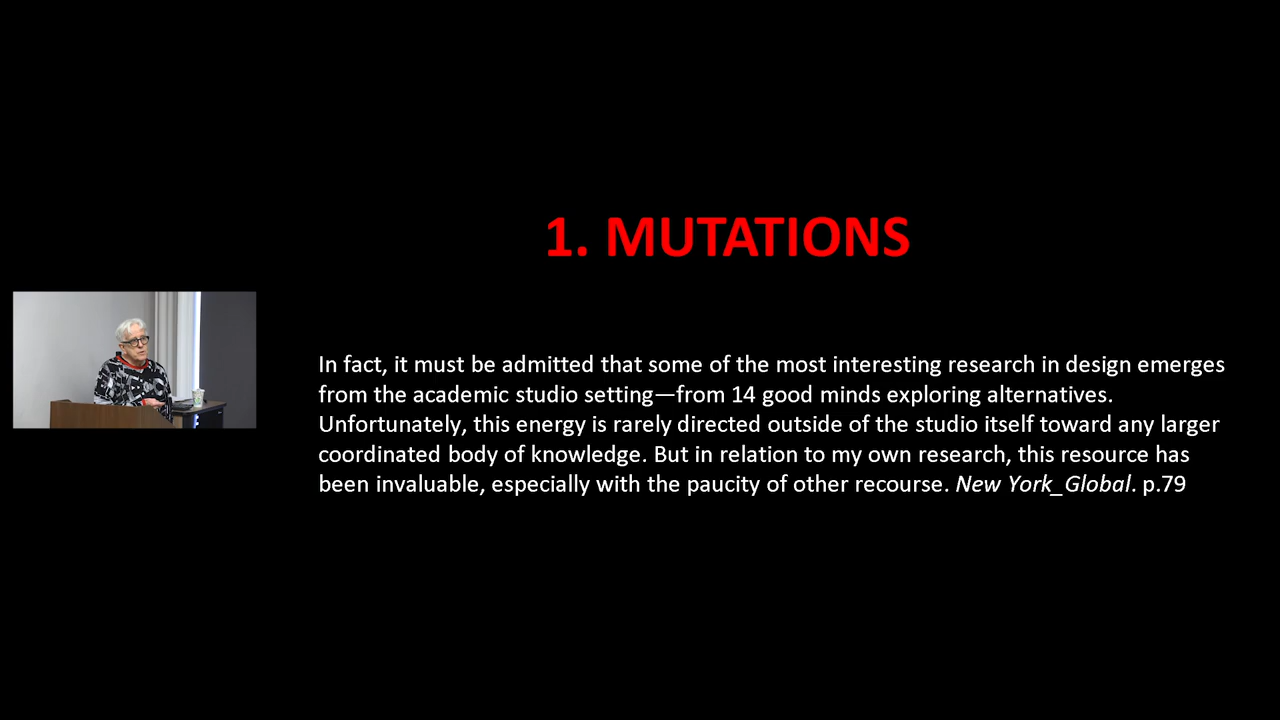 1. MUTATIONS
In fact, it must be admitted that some of the most interesting research in design emerges
from the academic studio setting—from 14 good minds exploring alternatives.
Unfortunately, this energy is rarely directed outside of the studio itself toward any larger
coordinated body of knowledge. But in relation to my own research, this resource has
been invaluable, especially with the paucity of other recourse. New York_Global. p.79